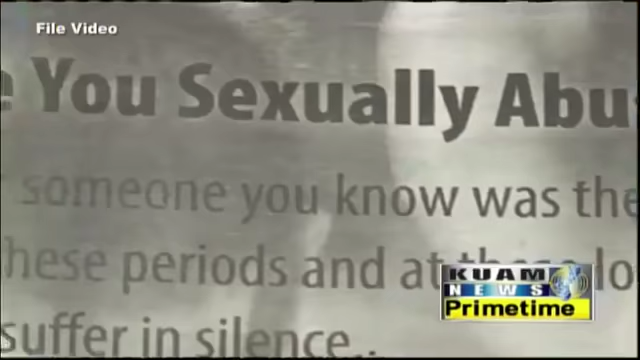 File Video
You Sexually Abu
someone you know was the
hese periods and at
suffer in silence..
KUAM
NEWS
Primetime